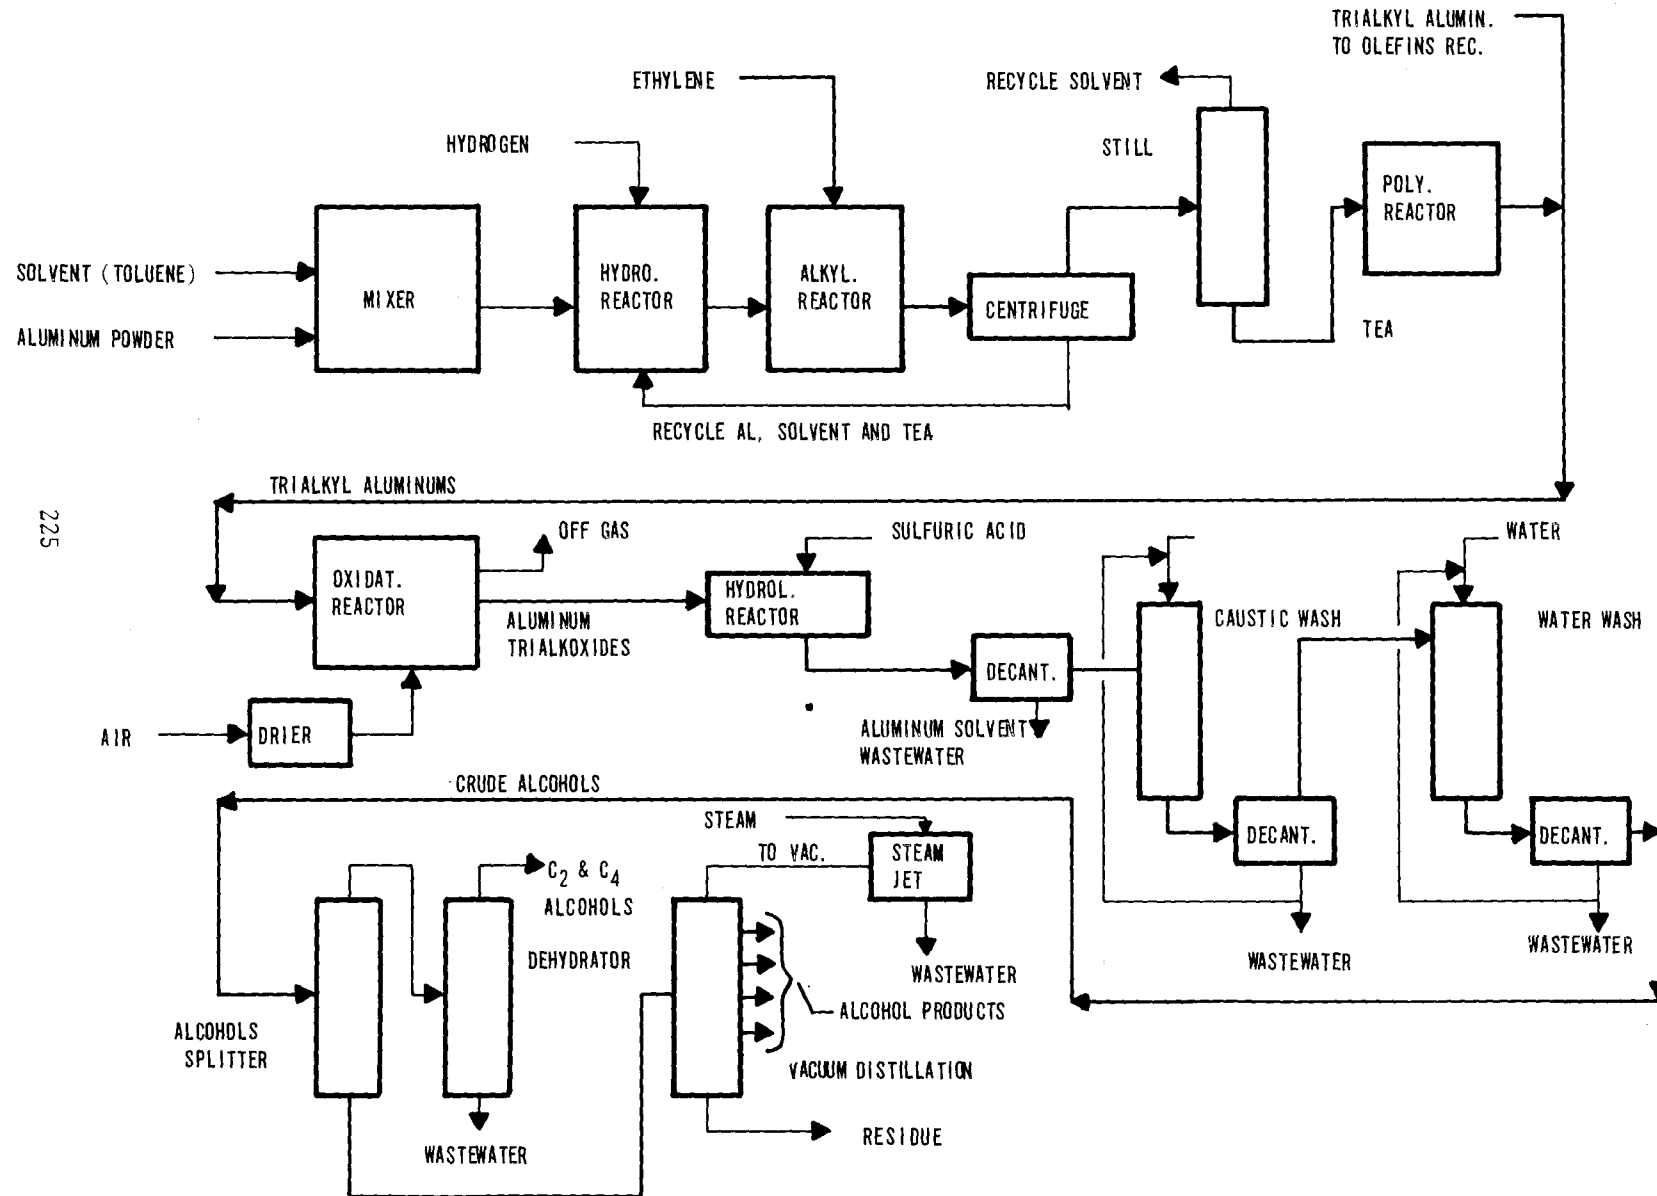 TRIALKYL ALUMIN.
TO OLEFINS REC.
ETHYLENE
RECYCLE SOLVENT
HYDROGEN
STILL
POLY.
REACTOR
SOLVENT (TOLUENE)
MIXER
HYDRO.
REACTOR
ALKYL.
REACTOR
CENTRIFUGE
ALUMINUM POWDER
TEA
RECYCLE AL, SOLVENT AND TEA
TRIALKYL ALUMINUMS
225
OFF GAS
SULFURIC ACID
WATER
OXIDAT.
REACTOR
HYDROL.
REACTOR
ALUMINUM
TRIALKOXIDES
CAUSTIC WASH
WATER WASH
DECANT.
AIR
DRIER
ALUMINUM SOLVENT
WASTEWATER
CRUDE ALCOHOLS
STEAM
TO VAC.
STEAM
JET
DECANT.
DECANT.
C2 & C4
ALCOHOLS
DEHYDRATOR
WASTEWATER
WASTEWATER
WASTEWATER
ALCOHOL PRODUCTS
ALCOHOLS
SPLITTER
VACUUM DISTILLATION
WASTEWATER
RESIDUE